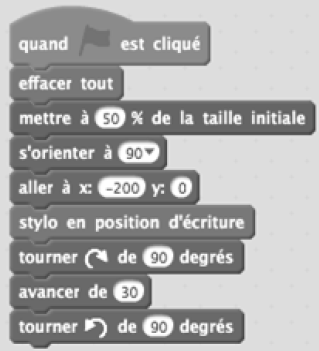 quand est cliqué
effacer tout
mettre à 50 % de la taille initiale
s'orienter à 90
aller à x: -200 y: 0
stylo en position d'écriture
tourner de 90 degrés
avancer de 30
tourner de 90 degrés